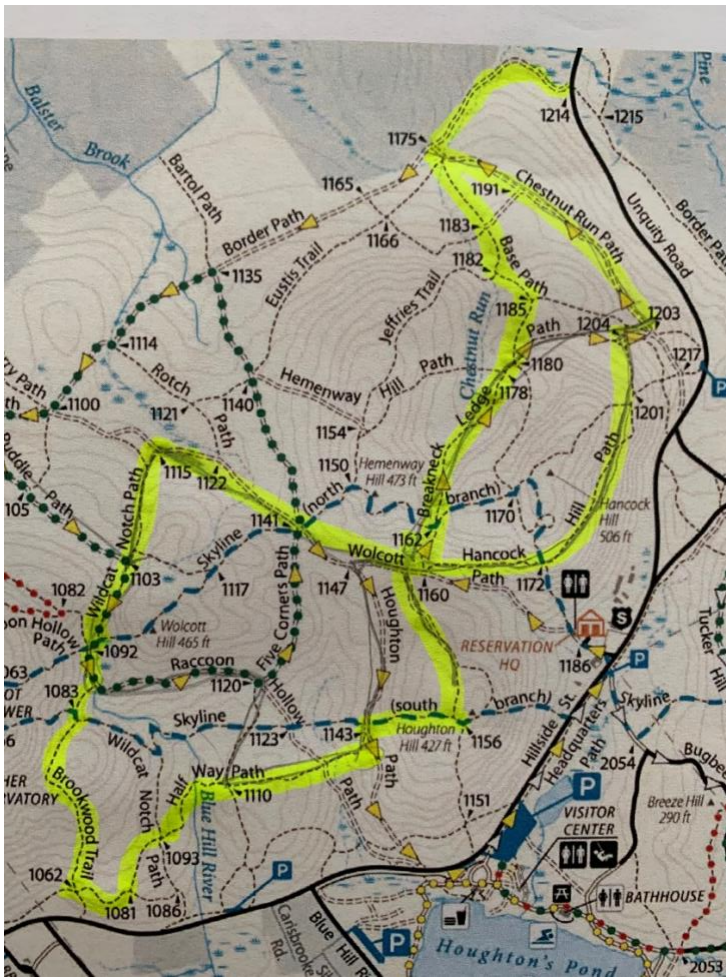 Balster
Brook
Pine
1214
1215
1175
Bartol Path
1165
1191
Chestnut Run Path
1183
1166
Border Path
Unquity Road
1135
Eustis Trail
1182
Base Path
Jeffries Trail
1185
Chestnut Run
1204
1203
Path
1114
1180
1217
P
Rotch
Path
Hemenway
Hill
Path
1178
Ledge
1100
1121
1140
1201
1154
Path
Breakneck
1150
Hemenway
Hill 473 ft
1115
1122
Notch Path
(north
branch)
1170
Hill
Hancock
Hill
506 ft
105
Path
1141
1162
Skyline
Wolcott
Hancock
1103
1117
1147
1160
Path
1172
1082
Wildcat
Five Corners Path
Houghton
Hollow
Path
Wolcott
Hill 465 ft
1092
RESERVATION
HQ
S
Tucker
Hill
1186
P
Raccoon
1083
1120
Hollow
(south
branch)
Skyline
Hillside St.
Headquarters
Path
Skyline
Wildcat
1123
1143
Houghton
Hill 427 ft
1156
2054
Notch
Half
Way Path
Path
Path
Brookwood Trail
1110
1151
P
VISITOR
CENTER
Breeze Hill
290 ft
1093
Blue Hill River
Path
1062
1081
1086
P
BATHHOUSE
Carisbrooke
Rd.
P
Houghton's Pond
2053